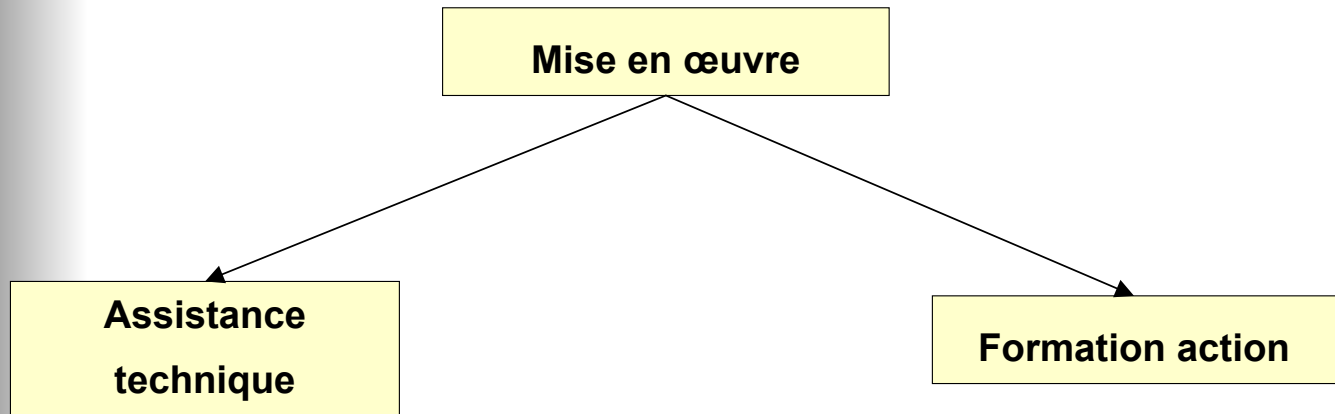 Mise en œuvre
Assistance
technique
Formation action